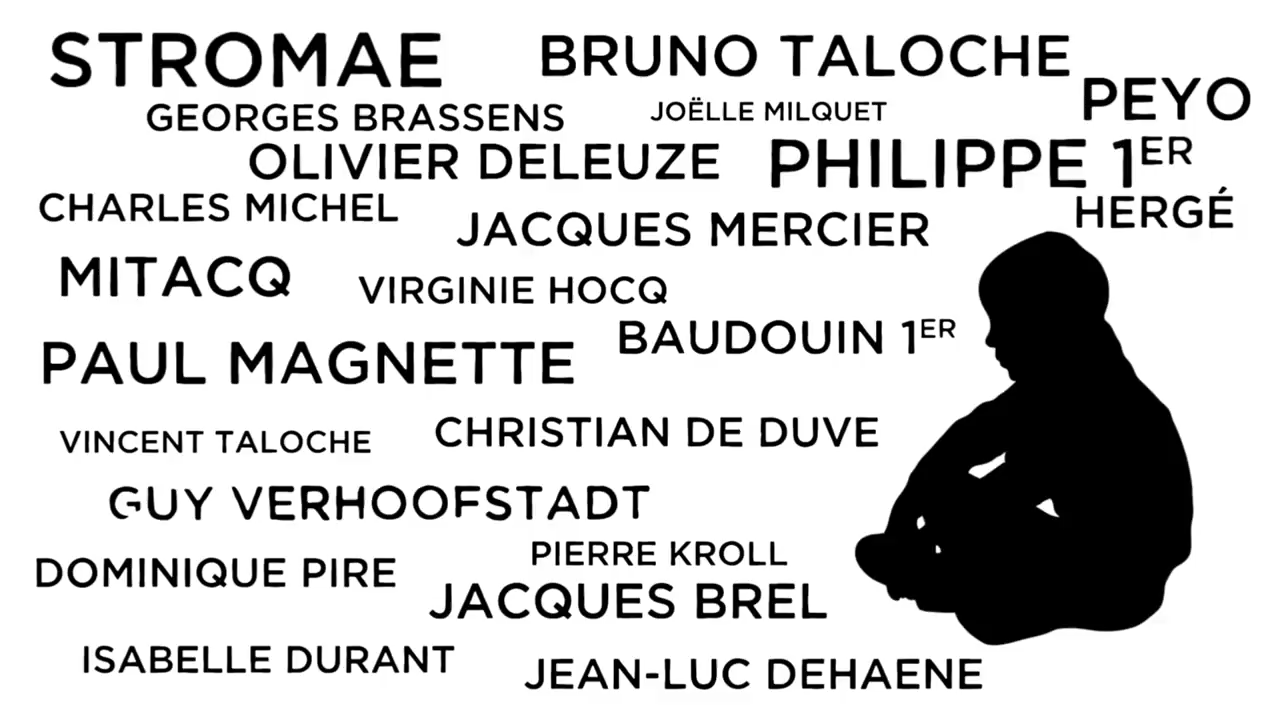 STROMAE
BRUNO TALOCHE
PEYO
GEORGES BRASSENS
JOËLLE MILQUET
OLIVIER DELEUZE
PHILIPPE 1ER
CHARLES MICHEL
JACQUES MERCIER
HERGÉ
MITACQ
VIRGINIE HOCQ
BAUDOUIN 1ER
PAUL MAGNETTE
VINCENT TALOCHE
CHRISTIAN DE DUVE
GUY VERHOOFSTADT
DOMINIQUE PIRE
PIERRE KROLL
JACQUES BREL
ISABELLE DURANT
JEAN-LUC DEHAENE